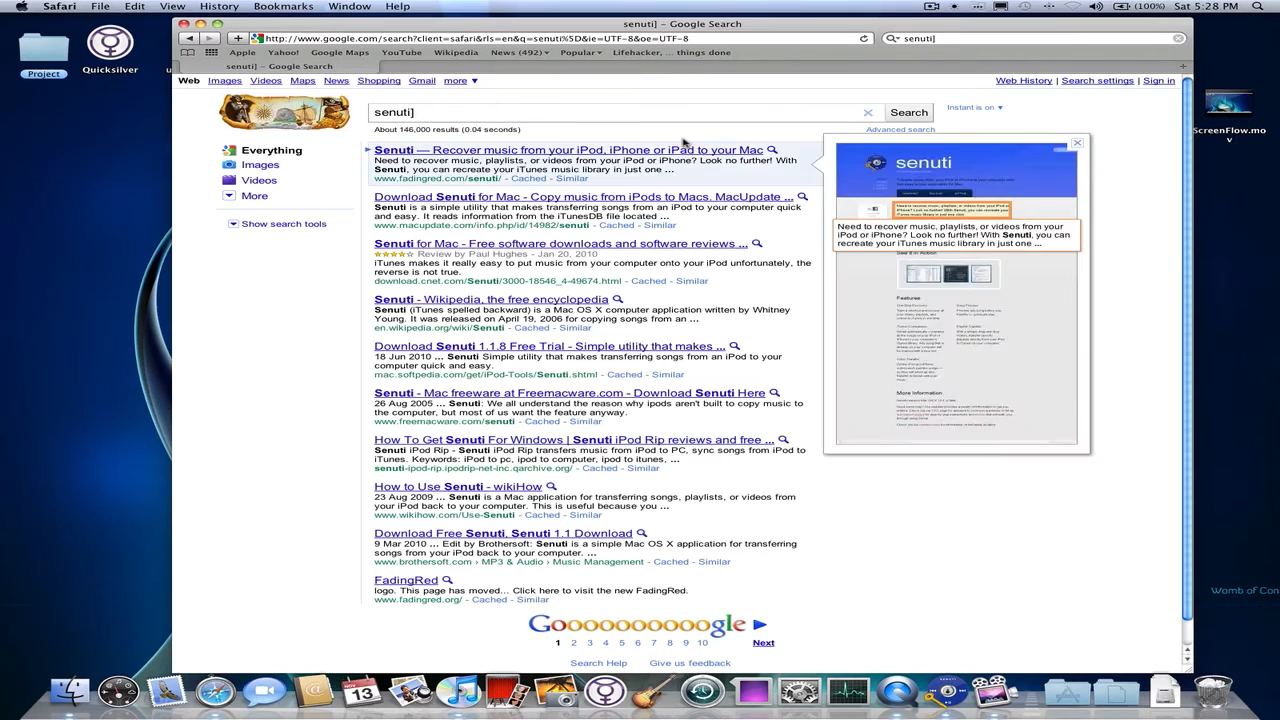 Safari File Edit View History Bookmarks Window Help (100%) Sat 5:28 PM
senuti] – Google Search
http://www.google.com/search?client=safari&rls=en&q=senuti%5D&ie=UTF-8&oe=UTF-8 senuti]
Apple Yahoo! Google Maps YouTube Wikipedia News (492) Popular Lifehacker, ... things done
senuti] – Google Search
Web Images Videos Maps News Shopping Gmail more Web History | Search settings | Sign in
senuti] Search
Instant is on
About 146,000 results (0.04 seconds) Advanced search
Everything
Images
Videos
More
Show search tools
Senuti — Recover music from your iPod, iPhone or iPad to your Mac
Need to recover music, playlists, or videos from your iPod or iPhone? Look no further! With
Senuti, you can recreate your iTunes music library in just one ...
www.fadingred.com/senuti/ - Cached - Similar
Download Senuti for Mac - Copy music from iPods to Macs. MacUpdate ...
Senuti is a simple utility that makes transferring songs from an iPod to your computer quick
and easy. It reads information from the iTunesDB file located ...
www.macupdate.com/info.php/id/14982/senuti - Cached - Similar
Senuti for Mac - Free software downloads and software reviews ...
Review by Paul Hughes - Jan 20, 2010
iTunes makes it really easy to put music from your computer onto your iPod unfortunately, the
reverse is not true.
download.cnet.com/Senuti/3000-18546_4-49674.html - Cached - Similar
Senuti - Wikipedia, the free encyclopedia
Senuti (iTunes spelled backward) is a Mac OS X computer application written by Whitney
Young. It was released on April 19, 2006 for copying songs from an ...
en.wikipedia.org/wiki/Senuti - Cached - Similar
Download Senuti 1.1.8 Free Trial - Simple utility that makes ...
18 Jun 2010 ... Senuti Simple utility that makes transferring songs from an iPod to your
computer quick and easy.
mac.softpedia.com/get/iPod-Tools/Senuti.shtml - Cached - Similar
Senuti - Mac freeware at Freemacware.com - Download Senuti Here
26 Aug 2005 ... Senuti: We all understand the reason why ipods aren't built to copy music to
the computer, but most of us want the feature anyway.
www.freemacware.com/senuti - Cached - Similar
How To Get Senuti For Windows | Senuti iPod Rip reviews and free ...
Senuti iPod Rip - Senuti iPod Rip transfers music from iPod to PC, sync songs from iPod to
iTunes. Keywords: iPod to pc, ipod to itunes, ...
senuti-ipod-rip.ipodrip-net-inc.qarchive.org/ - Cached - Similar
How to Use Senuti - wikiHow
23 Aug 2009 ... Senuti is a Mac application for transferring songs, playlists, or videos
from your iPod back to your computer. This is useful because you ...
www.wikihow.com/Use-Senuti - Cached - Similar
Download Free Senuti, Senuti 1.1 Download
9 Mar 2010 ... Edit by Brothersoft: Senuti is a simple Mac OS X application for transferring
songs from your iPod back to your computer. ...
www.brothersoft.com › MP3 & Audio › Music Management - Cached - Similar
FadingRed
logo. This page has moved... Click here to visit the new FadingRed.
www.fadingred.org/ - Cached - Similar
Goooooooooogle
1 2 3 4 5 6 7 8 9 10 Next
Search Help Give us feedback
senuti
Need to recover music, playlists, or videos from your
iPod or iPhone? Look no further! With Senuti, you can
recreate your iTunes music library in just one ...
See it in Action
Features
More Information
Project
Quicksilver
ScreenFlow.mo
v
Womb of Con
NOV
13